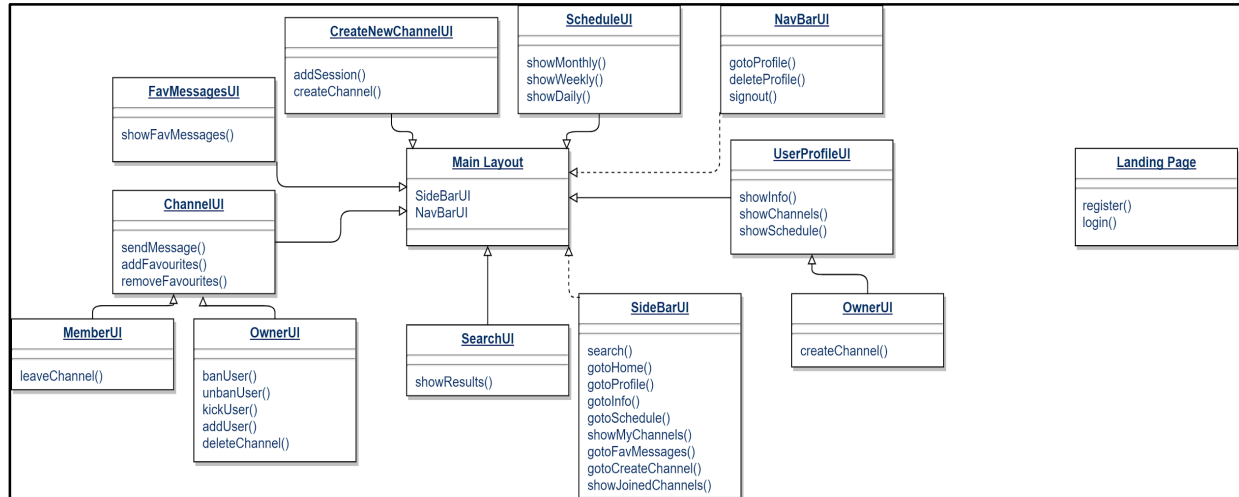 CreateNewChannelUI
addSession()
createChannel()
ScheduleUI
showMonthly()
showWeekly()
showDaily()
NavBarUI
gotoProfile()
deleteProfile()
signout()
FavMessagesUI
showFavMessages()
Main Layout
SideBarUI
NavBarUI
UserProfileUI
showInfo()
showChannels()
showSchedule()
Landing Page
register()
login()
ChannelUI
sendMessage()
addFavourites()
removeFavourites()
MemberUI
leaveChannel()
OwnerUI
banUser()
unbanUser()
kickUser()
addUser()
deleteChannel()
SearchUI
showResults()
SideBarUI
search()
gotoHome()
gotoProfile()
gotoInfo()
gotoSchedule()
showMyChannels()
gotoFavMessages()
gotoCreateChannel()
showJoinedChannels()
OwnerUI
createChannel()